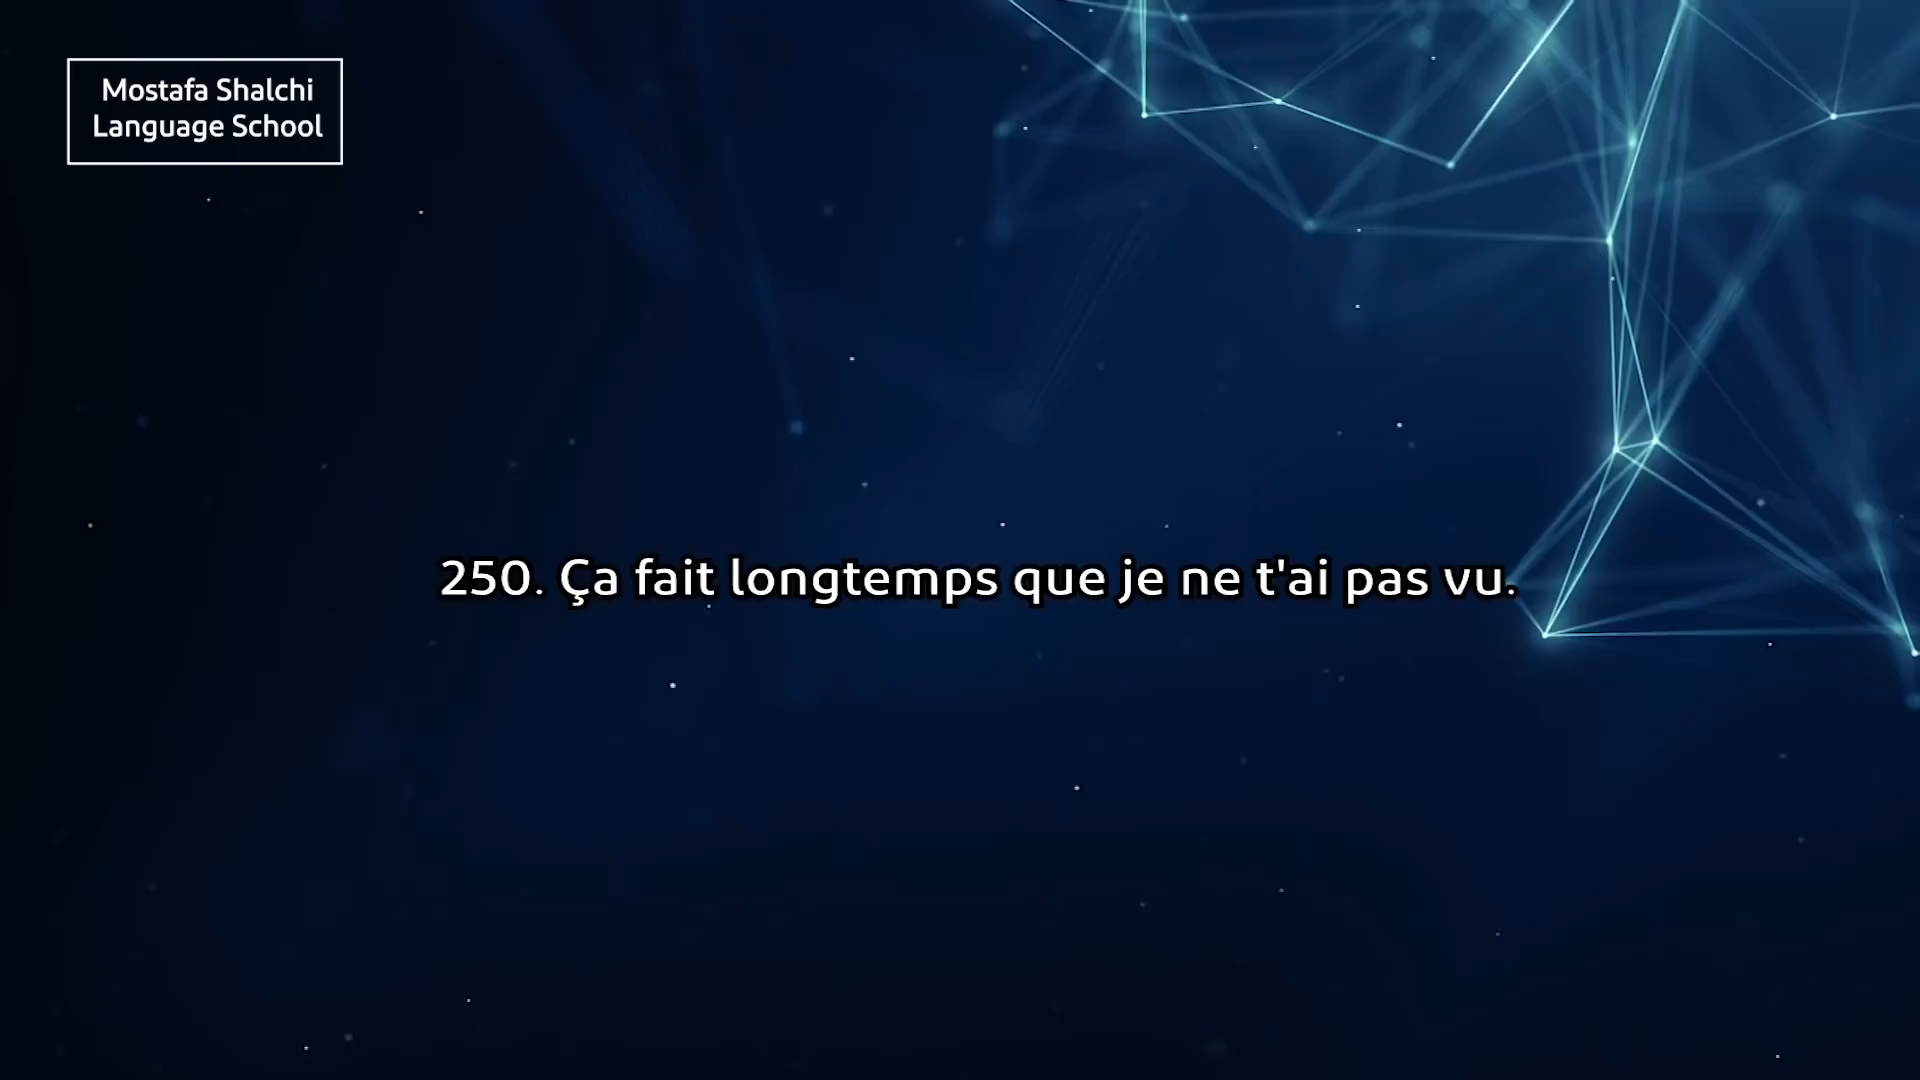 Mostafa Shalchi
Language School
250. Ça fait longtemps que je ne t'ai pas vu.